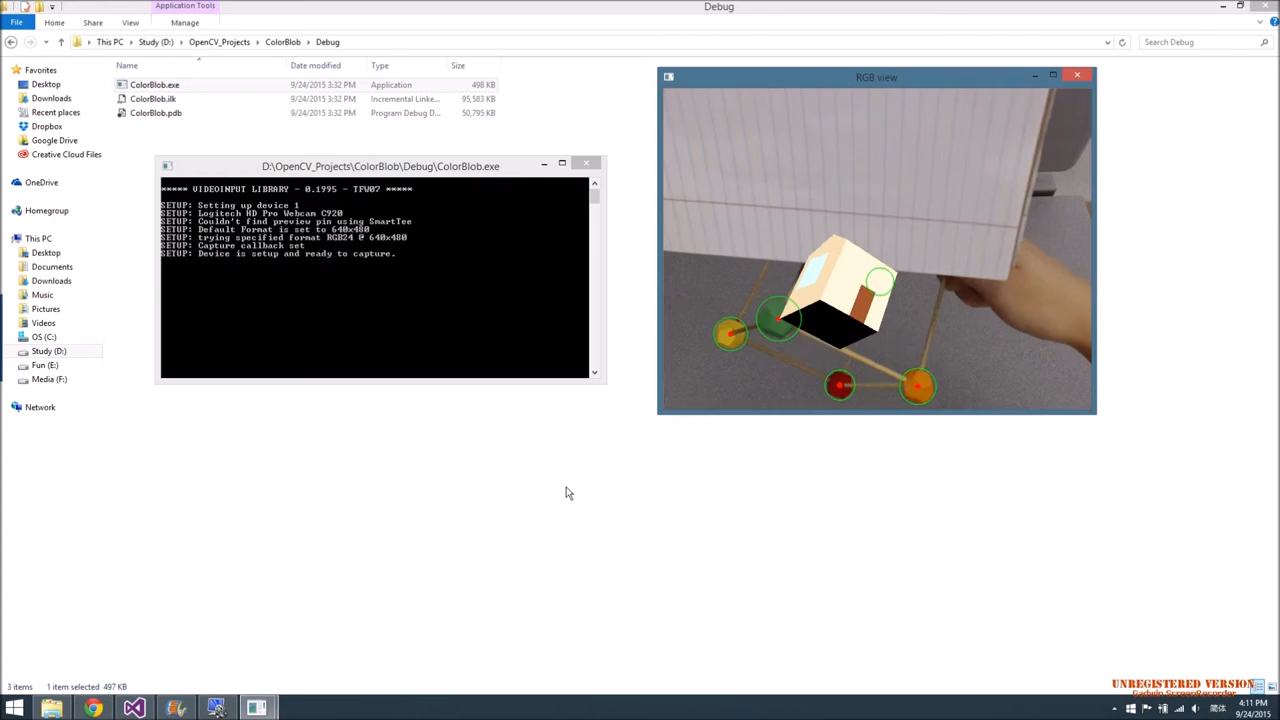 Application Tools
Debug
File
Home
Share
View
Manage
This PC
Study (D:)
OpenCV_Projects
ColorBlob
Debug
Search Debug
Name
Date modified
Type
Size
ColorBlob.exe
9/24/2015 3:32 PM
Application
498 KB
ColorBlob.ilk
9/24/2015 3:32 PM
Incremental Linke...
95,583 KB
ColorBlob.pdb
9/24/2015 3:32 PM
Program Debug D...
50,795 KB
Favorites
Desktop
Downloads
Recent places
Dropbox
Google Drive
Creative Cloud Files
OneDrive
Homegroup
This PC
Desktop
Documents
Downloads
Music
Pictures
Videos
OS (C:)
Study (D:)
Fun (E:)
Media (F:)
Network
D:\OpenCV_Projects\ColorBlob\Debug\ColorBlob.exe
***** VIDEOINPUT LIBRARY - 0.1995 - TFW07 *****
SETUP: Setting up device 1
SETUP: Logitech HD Pro Webcam C920
SETUP: Couldn't find preview pin using SmartTee
SETUP: Default Format is set to 640x480
SETUP: trying specified format RGB24 @ 640x480
SETUP: Capture callback set
SETUP: Device is setup and ready to capture.
RGB view
3 items
1 item selected 497 KB
UNREGISTERED VERSION
Gadwin ScreenRecorder
简体
4:11 PM
9/24/2015